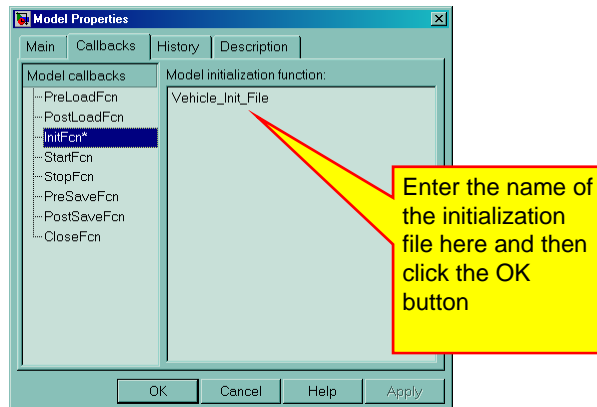 Model Properties
Main Callbacks History Description
Model callbacks
PreLoadFcn
PostLoadFcn
InitFcn*
StartFcn
StopFcn
PreSaveFcn
PostSaveFcn
CloseFcn
Model initialization function:
Vehicle_Init_File
Enter the name of
the initialization
file here and then
click the OK
button
OK Cancel Help Apply